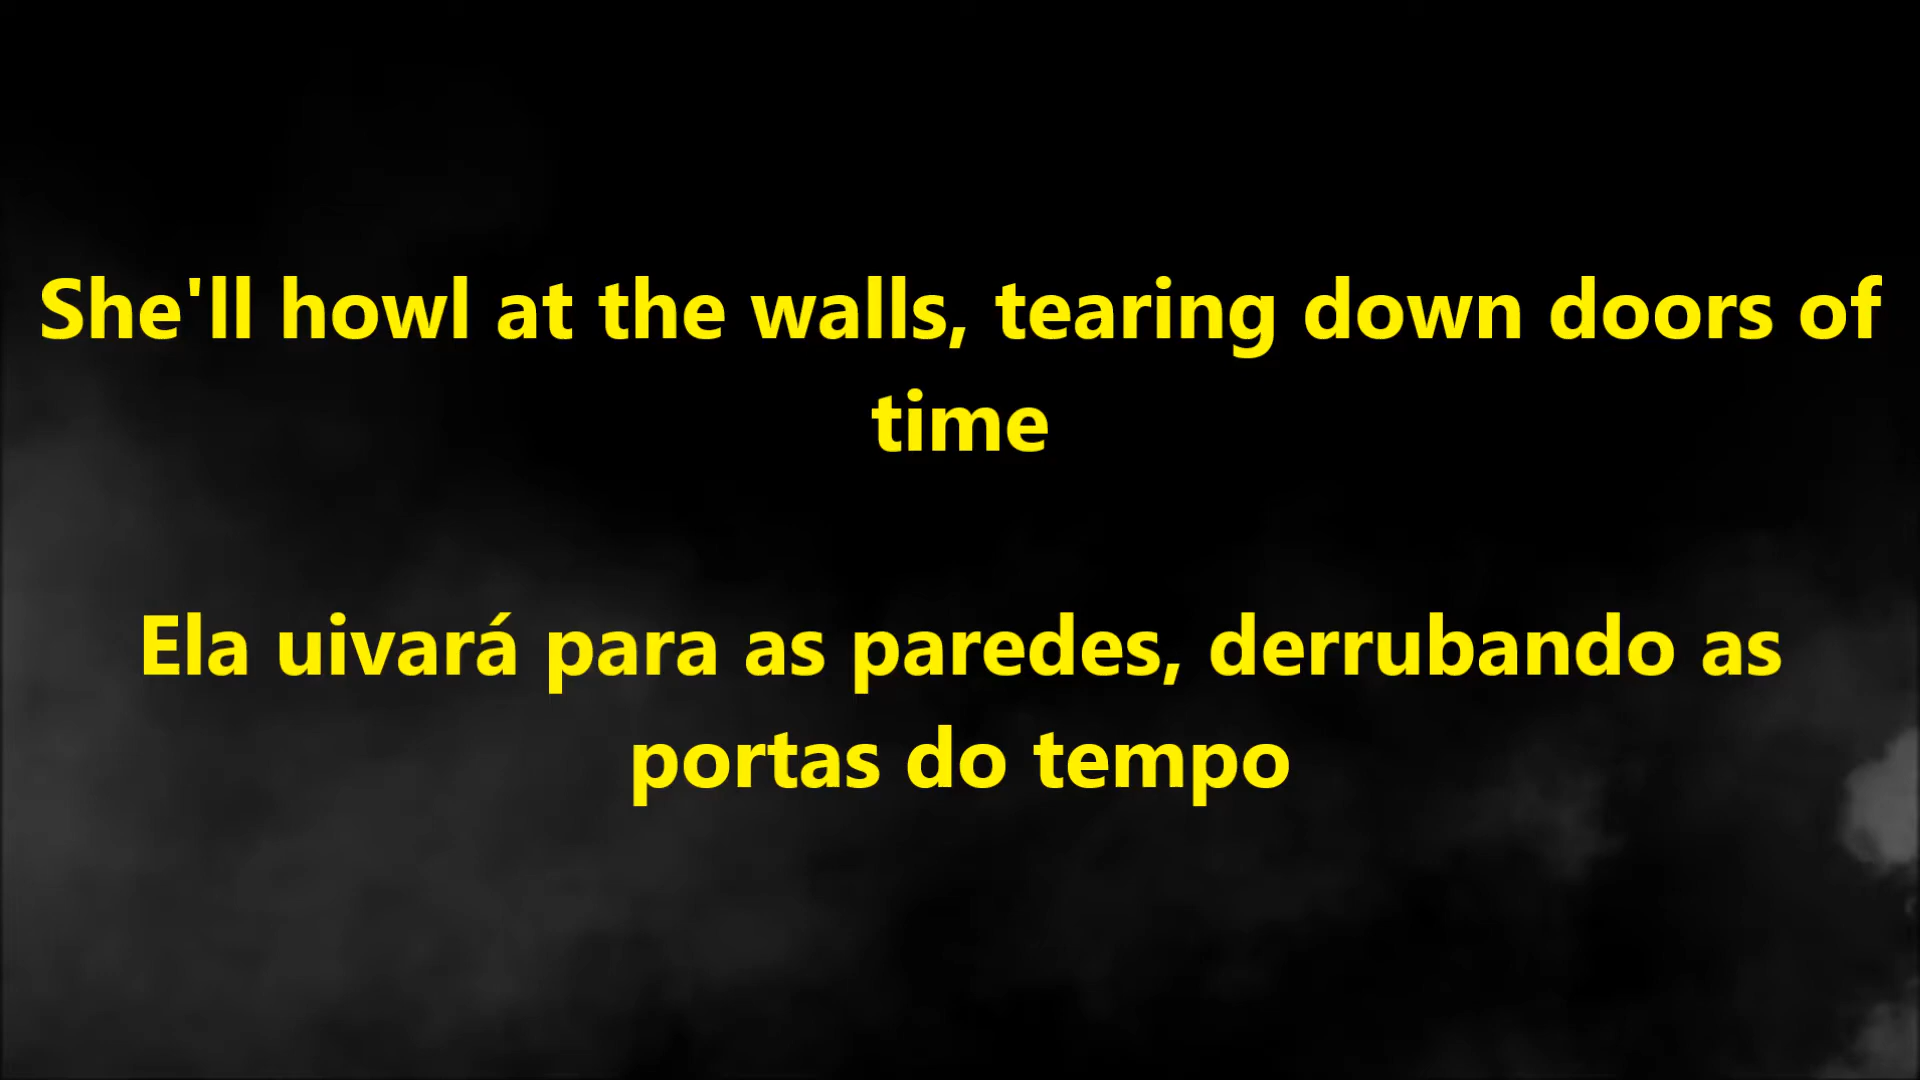 She'll howl at the walls, tearing down doors of
time
Ela uivará para as paredes, derrubando as
portas do tempo